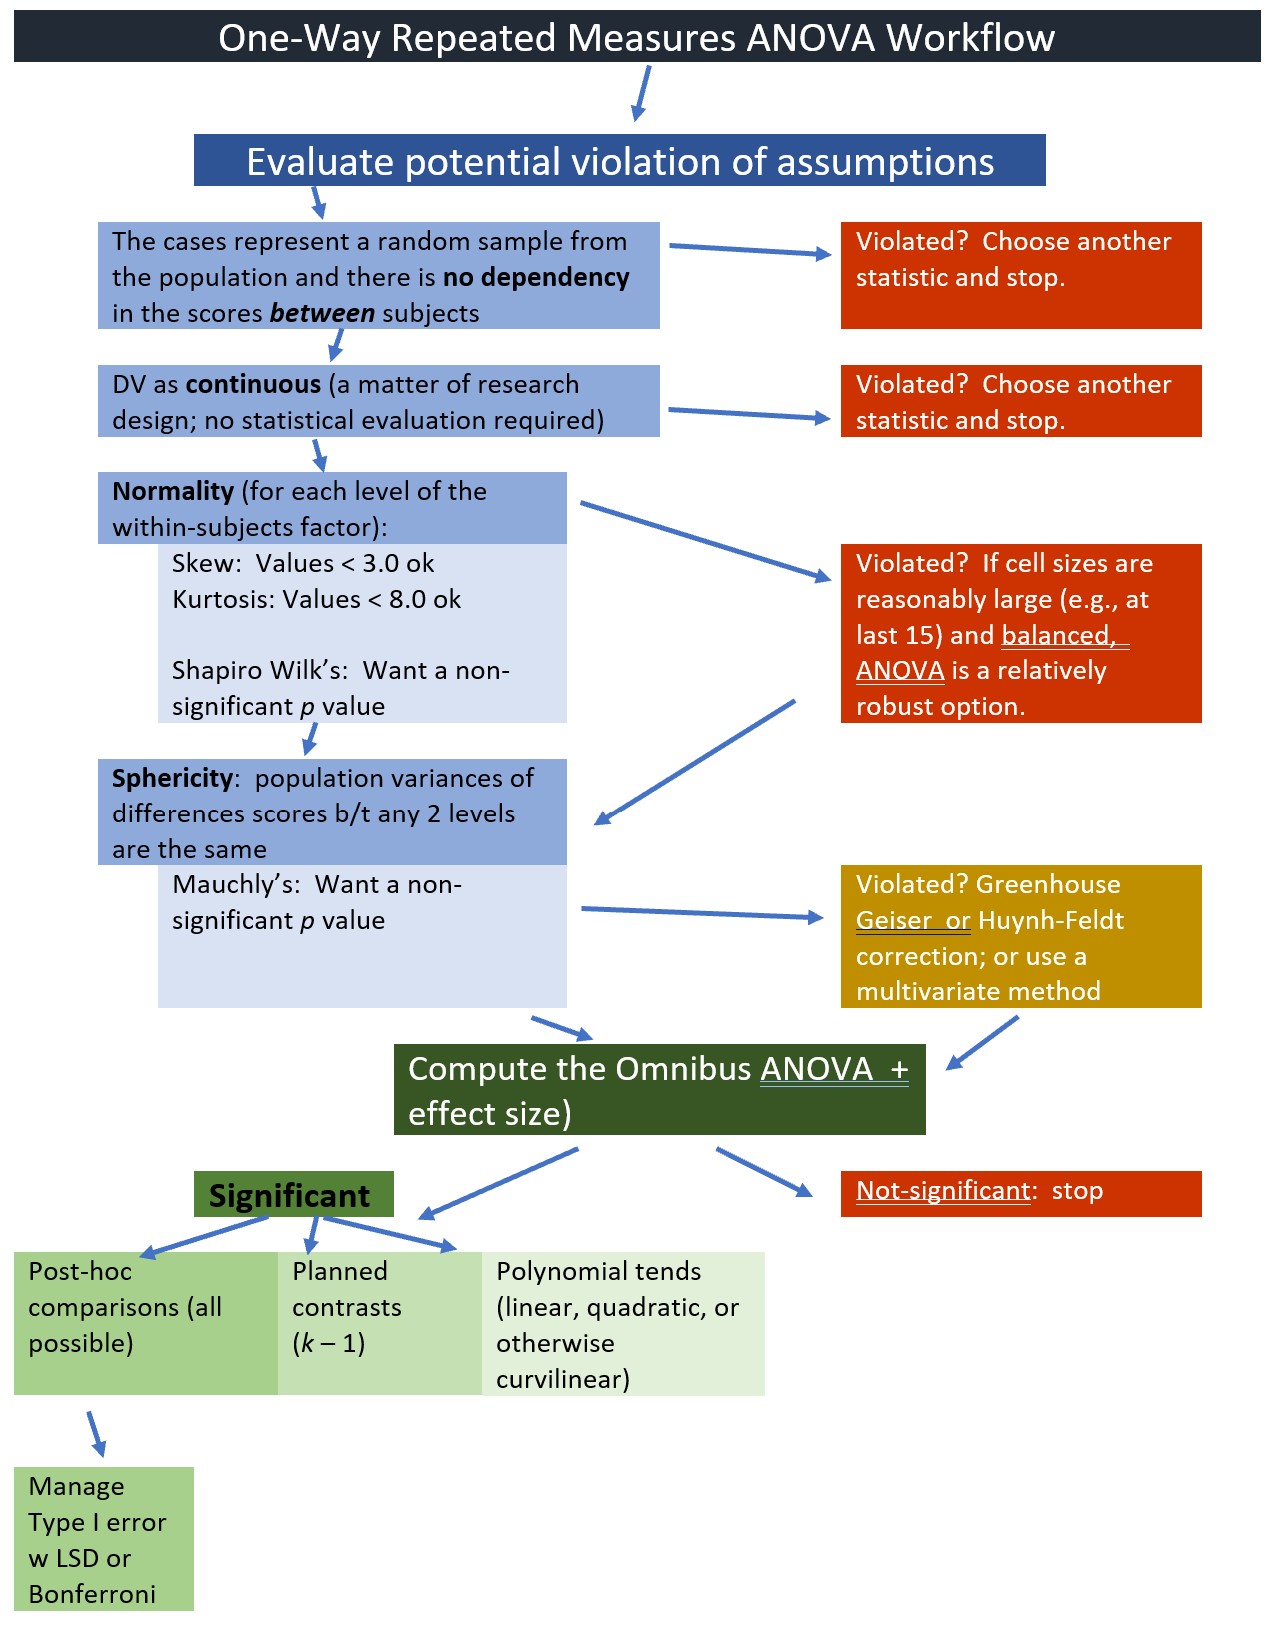 One-Way Repeated Measures ANOVA Workflow
Evaluate potential violation of assumptions
The cases represent a random sample from
the population and there is no dependency
in the scores between subjects
Violated?  Choose another
statistic and stop.
DV as continuous (a matter of research
design; no statistical evaluation required)
Violated?  Choose another
statistic and stop.
Normality (for each level of the
within-subjects factor):
Skew:  Values < 3.0 ok
Kurtosis: Values < 8.0 ok
Shapiro Wilk’s:  Want a non-
significant p value
Violated?  If cell sizes are
reasonably large (e.g., at
last 15) and balanced,
ANOVA is a relatively
robust option.
Sphericity:  population variances of
differences scores b/t any 2 levels
are the same
Mauchly’s:  Want a non-
significant p value
Violated? Greenhouse
Geiser  or Huynh-Feldt
correction; or use a
multivariate method
Compute the Omnibus ANOVA  +
effect size)
Significant
Not-significant:  stop
Post-hoc
comparisons (all
possible)
Planned
contrasts
(k – 1)
Polynomial tends
(linear, quadratic, or
otherwise
curvilinear)
Manage
Type I error
w LSD or
Bonferroni